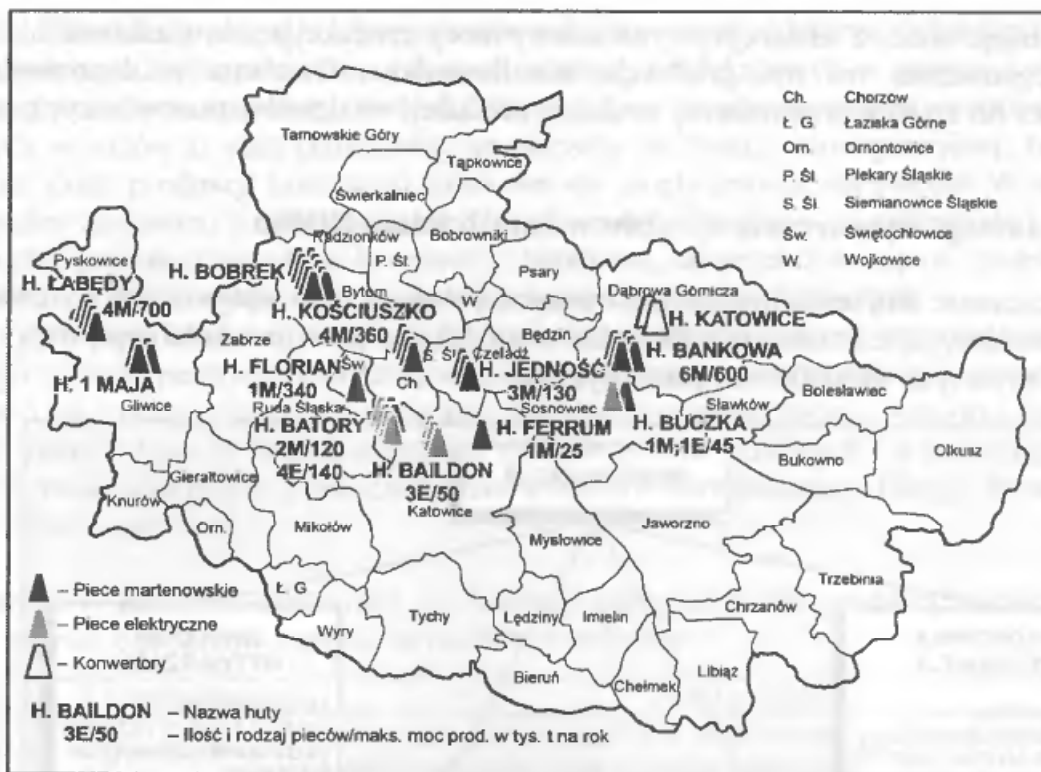 Ch. Chorzów
Ł. G. Łaziska Górne
Orn. Ornontowice
P. Śl. Piekary Śląskie
S. Śl. Siemianowice Śląskie
Św. Świętochłowice
W. Wojkowice
Tarnowskie Góry
Tąpkowice
Świerklaniec
Radzionków
Bobrowniki
P. Śl.
Pyskowice
H. ŁABĘDY
4M/700
H. BOBREK
Bytom
W.
Psary
Dąbrowa Górnicza
H. KOŚCIUSZKO
4M/360
Będzin
H. KATOWICE
Zabrze
S. Śl.
Czeladź
H. BANKOWA
6M/600
H. FLORIAN
1M/340
Św.
Ch
H. JEDNOŚĆ
3M/130
H. 1 MAJA
Gliwice
Ruda Śląska
Sosnowiec
Sławków
Bolesławiec
H. BATORY
2M/120
4E/140
H. FERRUM
1M/25
H. BUCZKA
1M-1E/45
Olkusz
Bukowno
H. BAILDON
3E/50
Katowice
Gierałtowice
Knurów
Orn.
Mikołów
Mysłowice
Jaworzno
Trzebinia
Chrzanów
Ł. G.
Wyry
Tychy
Lędziny
Imielin
Bieruń
Chełmek
Libiąż
– Piece martenowskie
– Piece elektryczne
– Konwertory
H. BAILDON – Nazwa huty
3E/50 – Ilość i rodzaj pieców/maks. moc prod. w tys. t na rok